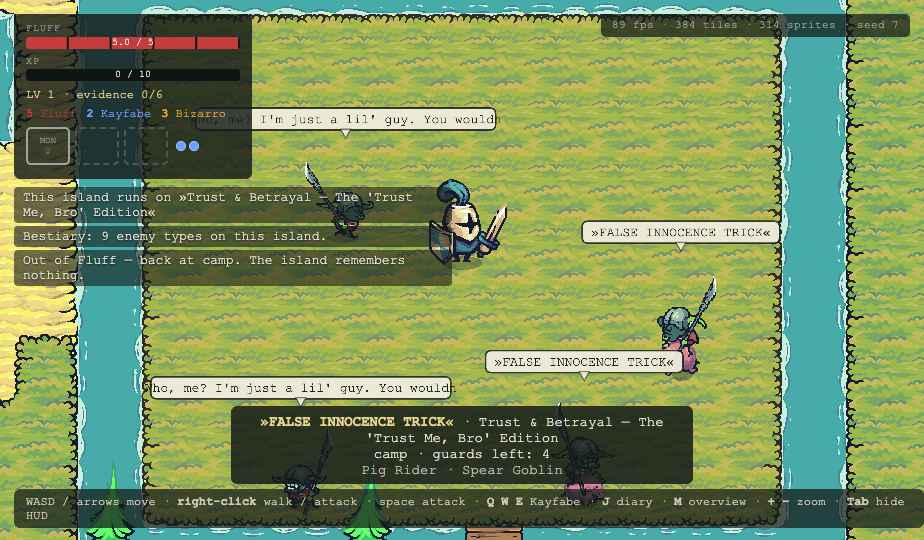 FLUFF
5.0 / 5
XP
0 / 10
LV 1 · evidence 0/6
5 Fluff 2 Kayfabe 3 Bizarro
MON
89 fps · 384 tiles · 314 sprites · seed 7
me? I'm just a lil' guy. You would
This island runs on »Trust & Betrayal — The 'Trust
Me, Bro' Edition«
Bestiary: 9 enemy types on this island.
Out of Fluff — back at camp. The island remembers
nothing.
»FALSE INNOCENCE TRICK«
»FALSE INNOCENCE TRICK«
ho, me? I'm just a lil' guy. You would
»FALSE INNOCENCE TRICK« · Trust & Betrayal — The
'Trust Me, Bro' Edition
camp · guards left: 4
Pig Rider · Spear Goblin
WASD / arrows move · right-click walk / attack · space attack · Q W E Kayfabe · J diary · M overview · + − zoom · Tab hide
HUD